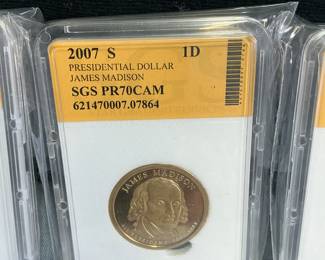 2007 S 1D
PRESIDENTIAL DOLLAR
JAMES MADISON
SGS PR70CAM
621470007.07864
JAMES MADISON